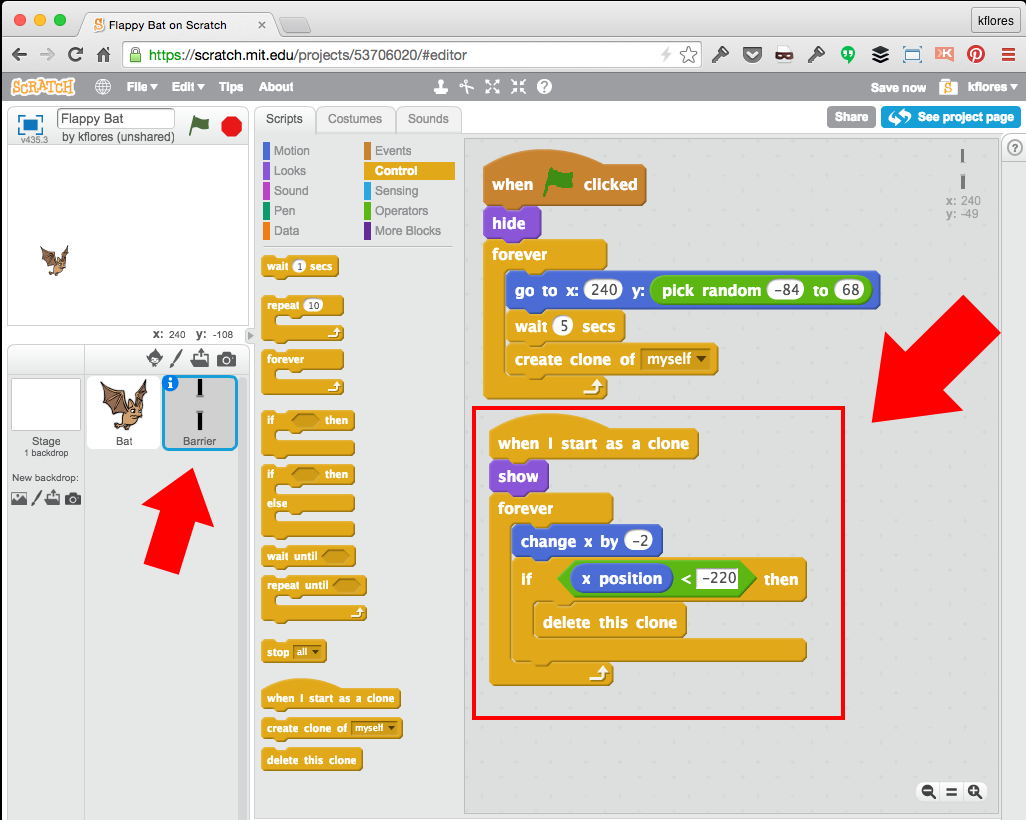 Flappy Bat on Scratch
kflores
https://scratch.mit.edu/projects/53706020/#editor
SCRATCH
File Edit Tips About
Save now
kflores
v435.3
Flappy Bat
by kflores (unshared)
Scripts Costumes Sounds
Share
See project page
Motion Events
Looks Control
Sound Sensing
Pen Operators
Data More Blocks
x: 240
y: -49
when clicked
hide
forever
go to x: 240 y: pick random -84 to 68
wait 5 secs
create clone of myself
when I start as a clone
show
forever
change x by -2
if x position < -220 then
delete this clone
wait 1 secs
repeat 10
forever
if then
if then
else
wait until
repeat until
stop all
when I start as a clone
create clone of myself
delete this clone
x: 240 y: -108
Stage
1 backdrop
New backdrop:
Bat
Barrier